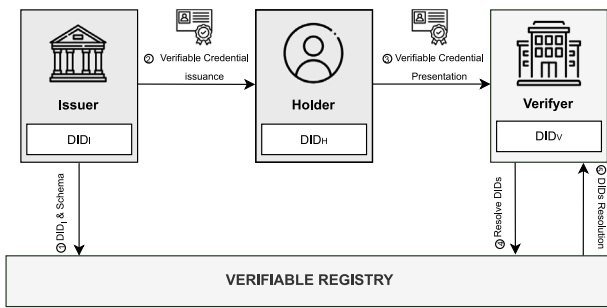 ② Verifiable Credential
issuance
③ Verifiable Credential
Presentation
Issuer
Holder
Verifyer
DIDI
DIDH
DIDV
① DIDI & Schema
④ Resolve DIDs
⑤ DIDs Resolution
VERIFIABLE REGISTRY